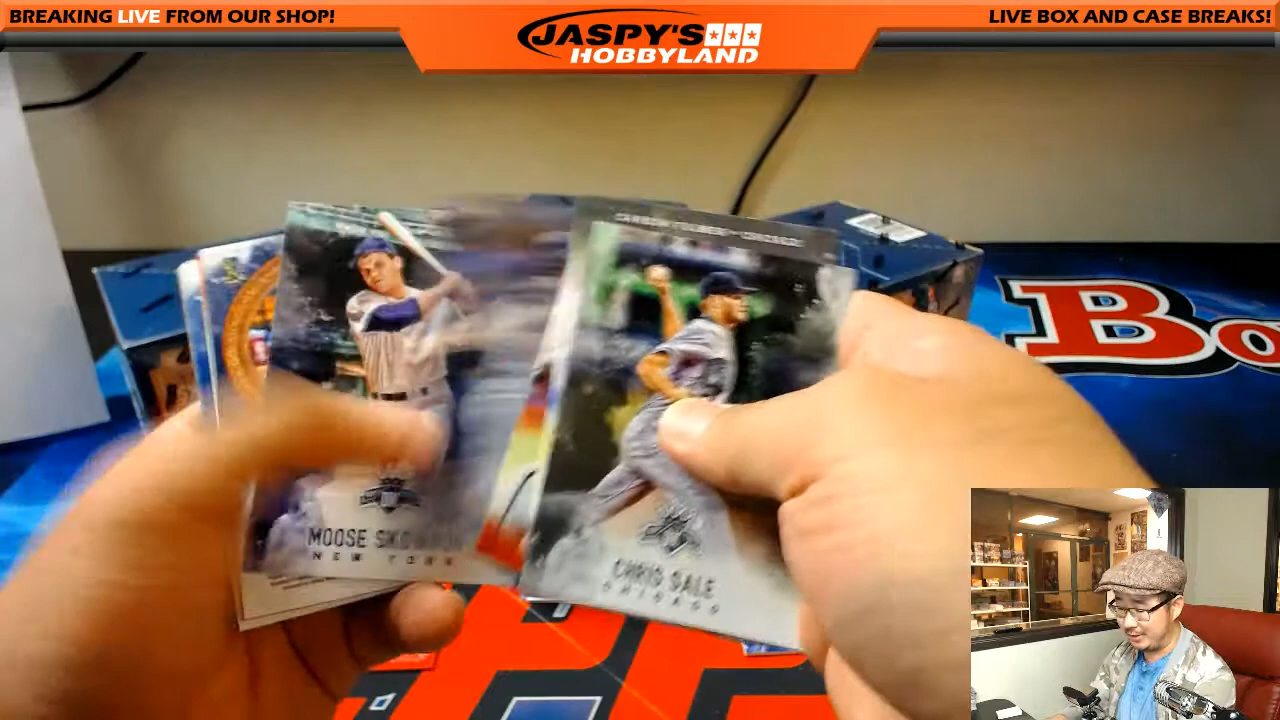 BREAKING LIVE FROM OUR SHOP!
JASPY'S
HOBBYLAND
LIVE BOX AND CASE BREAKS!
Bo
MOOSE
NEW YORK
CHRIS SALE
CHICAGO